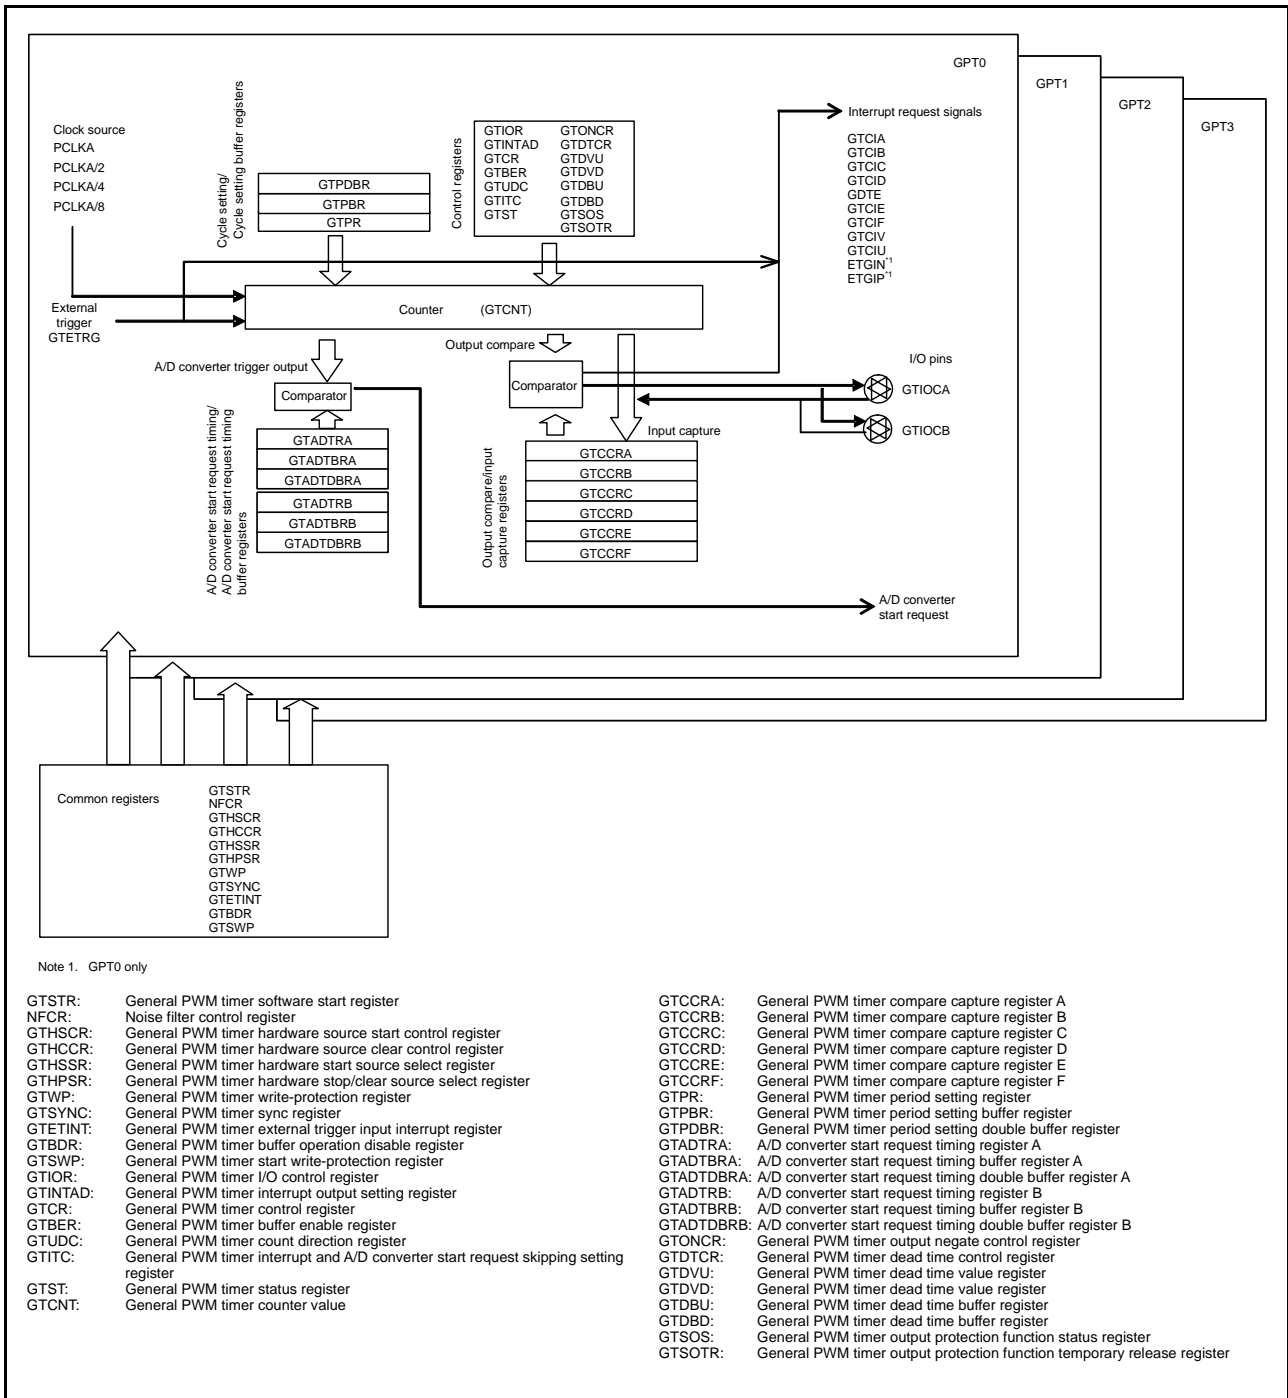 GPT0
GPT1
GPT2
GPT3
Clock source
PCLKA
PCLKA/2
PCLKA/4
PCLKA/8
External
trigger
GTETRG
Cycle setting/
Cycle setting buffer registers
GTPDBR
GTPBR
GTPR
Control registers
GTIOR GTONCR
GTINTAD GTDTCR
GTCR GTDVU
GTBER GTDVD
GTUDC GTDBU
GTITC GTDBD
GTST GTSOS
GTSOTR
Interrupt request signals
GTCIA
GTCIB
GTCIC
GTCID
GDTE
GTCIE
GTCIF
GTCIV
GTCIU
ETGIN*1
ETGIP*1
Counter (GTCNT)
A/D converter trigger output
Output compare
Comparator
Comparator
I/O pins
GTIOCA
GTIOCB
Input capture
A/D converter start request timing/
A/D converter start request timing
buffer registers
GTADTRA
GTADTBRA
GTADTDBRA
GTADTRB
GTADTBRB
GTADTDBRB
Output compare/input
capture registers
GTCCRA
GTCCRB
GTCCRC
GTCCRD
GTCCRE
GTCCRF
A/D converter
start request
Common registers
GTSTR
NFCR
GTHSCR
GTHCCR
GTHSSR
GTHPSR
GTWP
GTSYNC
GTETINT
GTBDR
GTSWP
Note 1. GPT0 only
GTSTR: General PWM timer software start register
NFCR: Noise filter control register
GTHSCR: General PWM timer hardware source start control register
GTHCCR: General PWM timer hardware source clear control register
GTHSSR: General PWM timer hardware start source select register
GTHPSR: General PWM timer hardware stop/clear source select register
GTWP: General PWM timer write-protection register
GTSYNC: General PWM timer sync register
GTETINT: General PWM timer external trigger input interrupt register
GTBDR: General PWM timer buffer operation disable register
GTSWP: General PWM timer start write-protection register
GTIOR: General PWM timer I/O control register
GTINTAD: General PWM timer interrupt output setting register
GTCR: General PWM timer control register
GTBER: General PWM timer buffer enable register
GTUDC: General PWM timer count direction register
GTITC: General PWM timer interrupt and A/D converter start request skipping setting
register
GTST: General PWM timer status register
GTCNT: General PWM timer counter value
GTCCRA: General PWM timer compare capture register A
GTCCRB: General PWM timer compare capture register B
GTCCRC: General PWM timer compare capture register C
GTCCRD: General PWM timer compare capture register D
GTCCRE: General PWM timer compare capture register E
GTCCRF: General PWM timer compare capture register F
GTPR: General PWM timer period setting register
GTPBR: General PWM timer period setting buffer register
GTPDBR: General PWM timer period setting double buffer register
GTADTRA: A/D converter start request timing register A
GTADTBRA: A/D converter start request timing buffer register A
GTADTDBRA: A/D converter start request timing double buffer register A
GTADTRB: A/D converter start request timing register B
GTADTBRB: A/D converter start request timing buffer register B
GTADTDBRB: A/D converter start request timing double buffer register B
GTONCR: General PWM timer output negate control register
GTDTCR: General PWM timer dead time control register
GTDVU: General PWM timer dead time value register
GTDVD: General PWM timer dead time value register
GTDBU: General PWM timer dead time buffer register
GTDBD: General PWM timer dead time buffer register
GTSOS: General PWM timer output protection function status register
GTSOTR: General PWM timer output protection function temporary release register